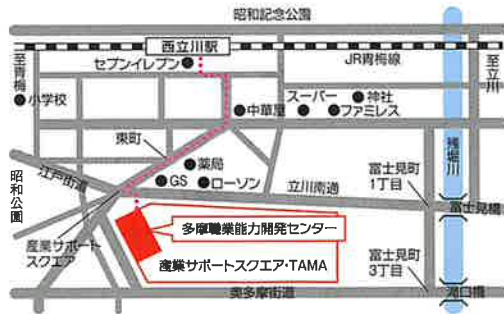 昭和記念公園
西立川駅
至立川
至青梅
セブンイレブン
JR青梅線
小学校
スーパー
神社
中華屋
ファミレス
残堀川
東町
薬局
富士見町
1丁目
江戸街道
GS
ローソン
立川南通
富士見橋
昭和公園
多摩職業能力開発センター
産業サポート
スクエア
産業サポートスクエア・TAMA
富士見町
3丁目
奥多摩街道
滝口橋